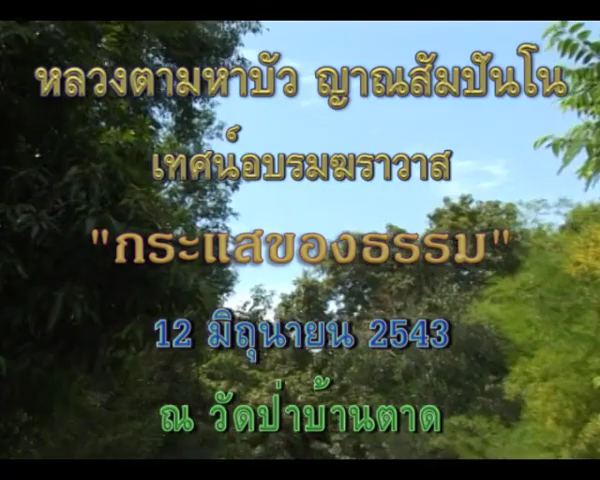 หลวงตามหาบัว ญาณสัมปันโน
เทศน์อบรมฆราวาส
"กระแสของธรรม"
12 มิถุนายน 2543
ณ วัดป่าบ้านตาด